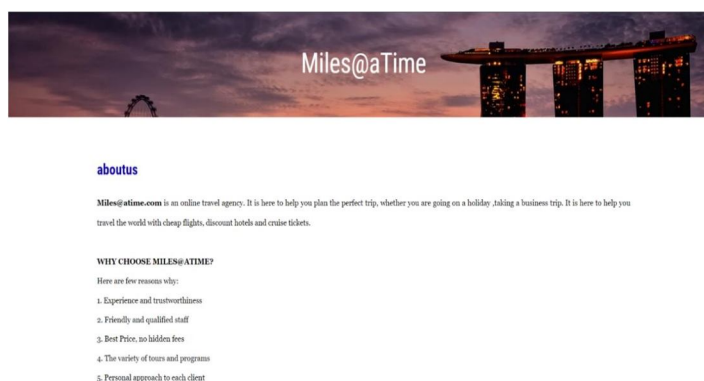 Miles@aTime
aboutus
Miles@atime.com is an online travel agency. It is here to help you plan the perfect trip, whether you are going on a holiday ,taking a business trip. It is here to help you
travel the world with cheap flights, discount hotels and cruise tickets.
WHY CHOOSE MILES@ATIME?
Here are few reasons why:
1. Experience and trustworthiness
2. Friendly and qualified staff
3. Best Price, no hidden fees
4. The variety of tours and programs
5. Personal approach to each client